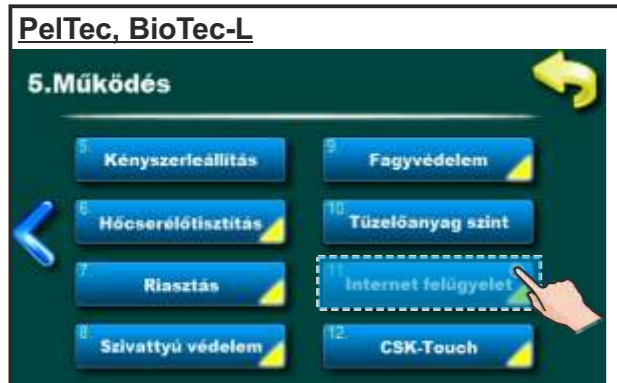 PelTec, BioTec-L
5.Működés
5. Kényszerleállítás
9. Fagyvédelem
6. Hőcserélőtisztítás
10. Tüzelőanyag szint
7. Riasztás
11. Internet felügyelet
8. Szivattyú védelem
12. CSK-Touch